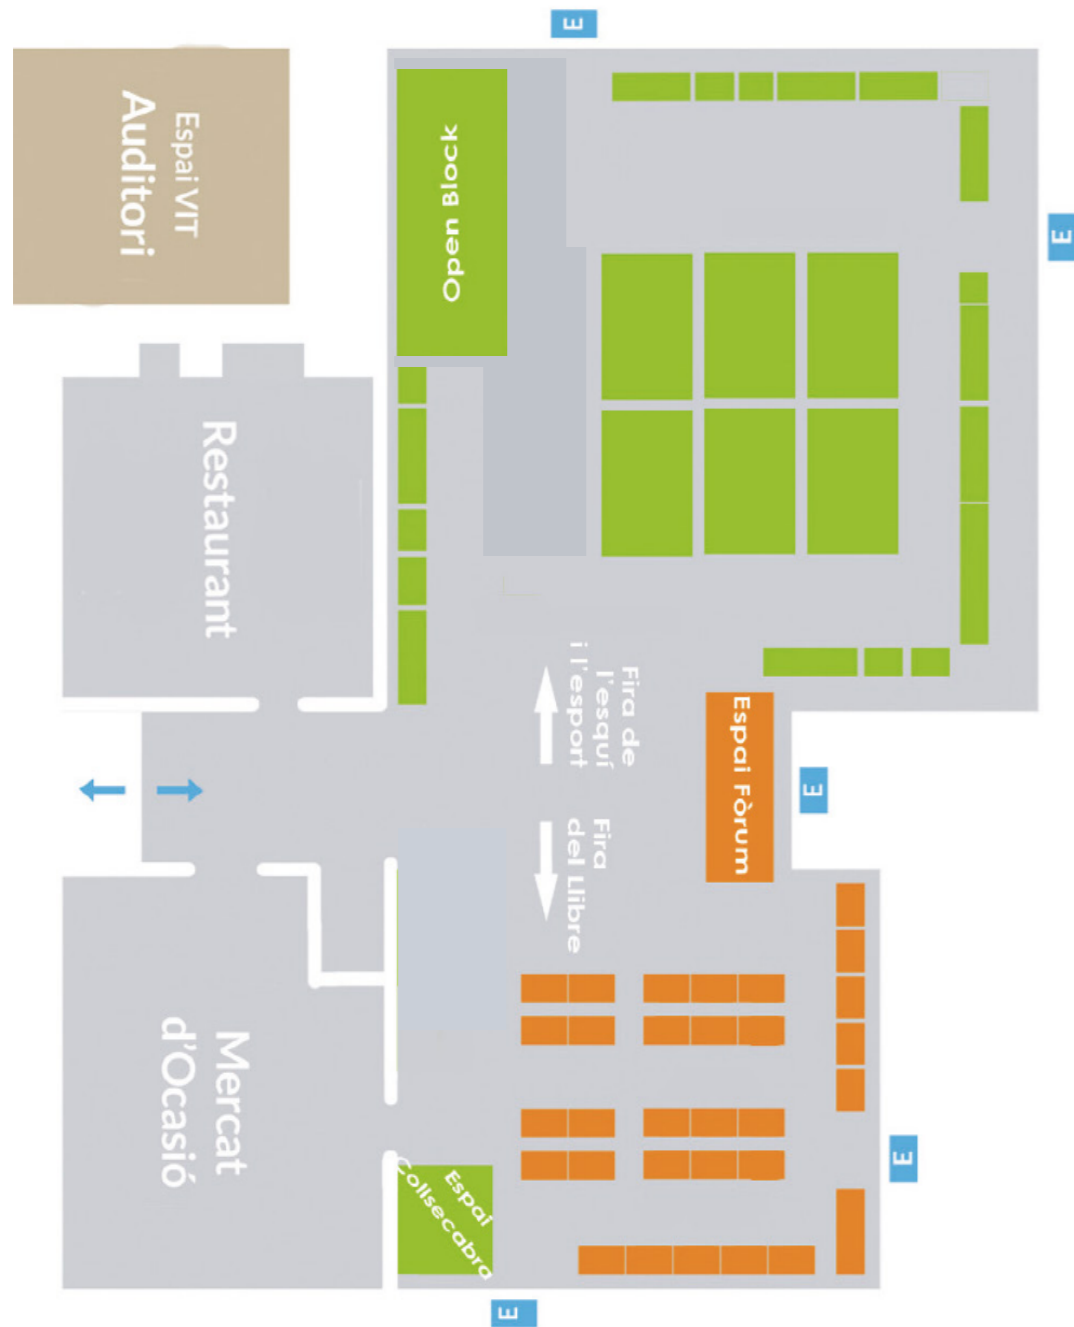 E
Espai VIT
Auditori
Open Block
E
Restaurant
Fira de
l'esquí
i l'esport
Espai Fòrum
E
Fira
del Llibre
Mercat
d'Ocasió
Espai
Collsecabra
E
E